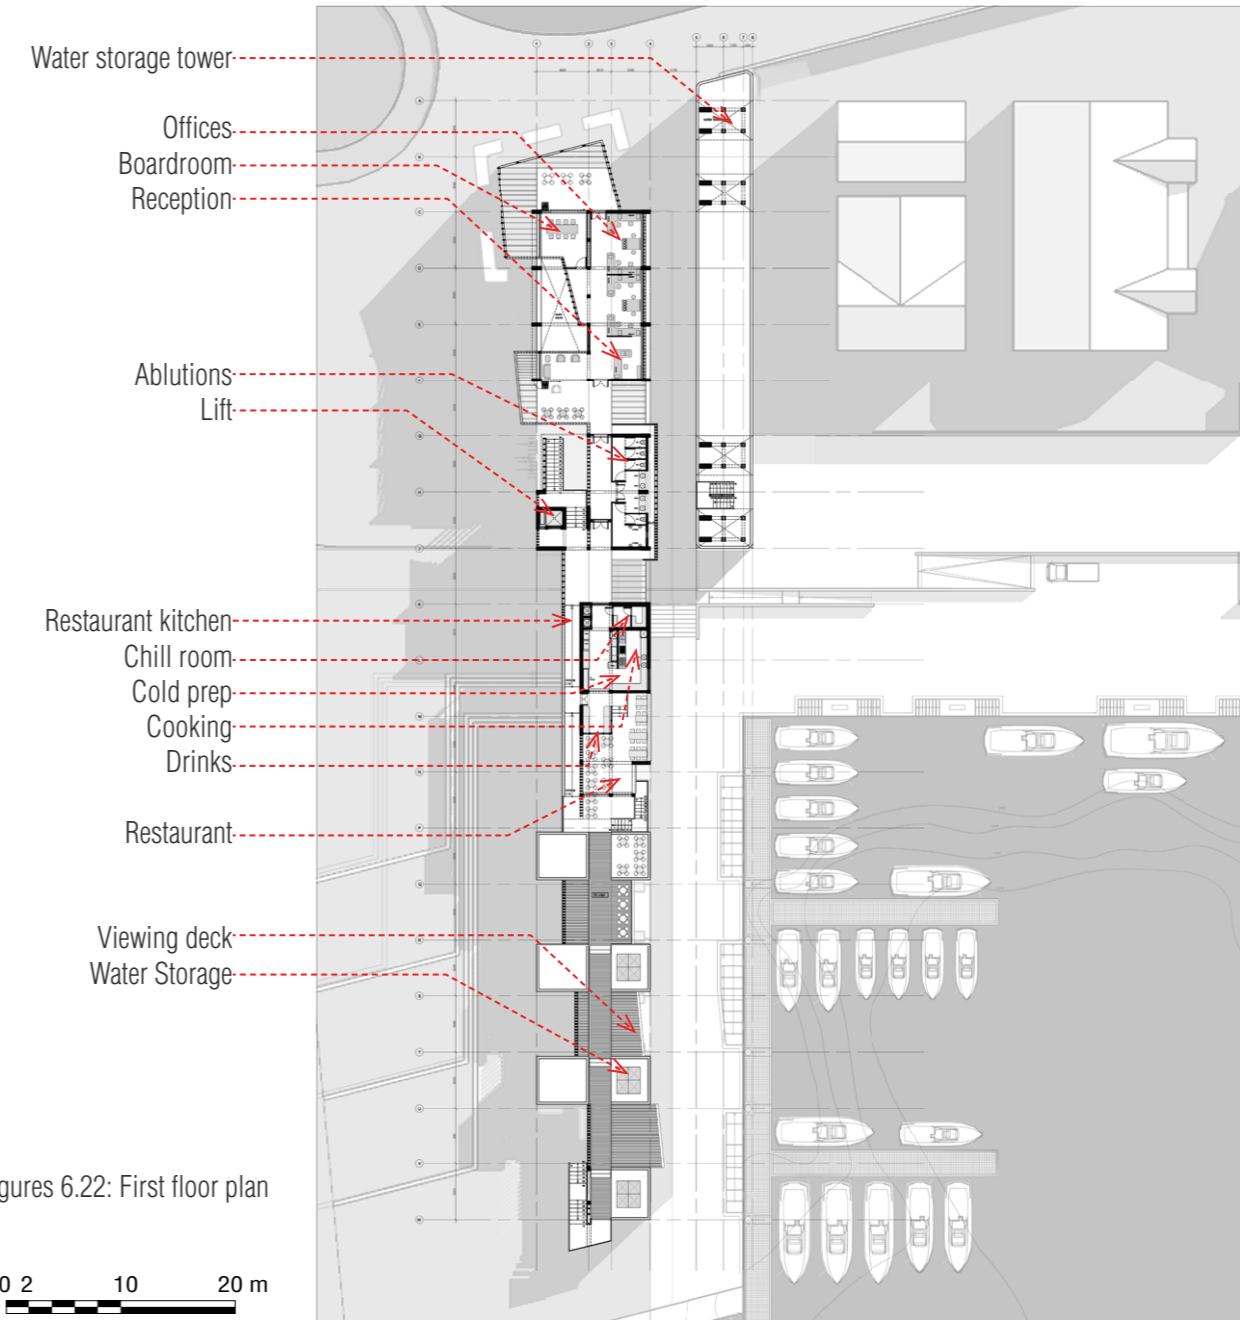 Water storage tower
Offices
Boardroom
Reception
Ablutions
Lift
Restaurant kitchen
Chill room
Cold prep
Cooking
Drinks
Restaurant
Viewing deck
Water Storage
gures 6.22: First floor plan
0 2 10 20 m